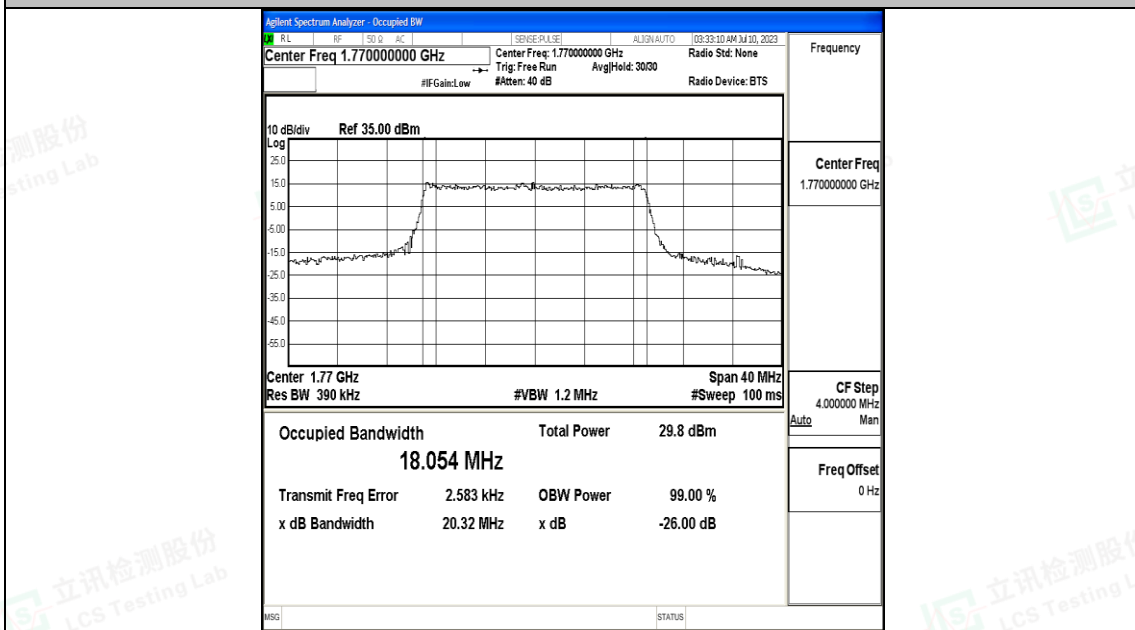 Agilent Spectrum Analyzer - Occupied BW
RL RF 50 Ω AC SENSE:PULSE ALIGN AUTO 03:33:10 AM Jul 10, 2023
Center Freq 1.770000000 GHz
Center Freq: 1.770000000 GHz Radio Std: None
Trig: Free Run Avg|Hold: 30/30
#IFGain:Low #Atten: 40 dB Radio Device: BTS
10 dB/div Ref 35.00 dBm
Log
25.0
15.0
5.00
-5.00
-15.0
-25.0
-35.0
-45.0
-55.0
Center 1.77 GHz Span 40 MHz
Res BW 390 kHz #VBW 1.2 MHz #Sweep 100 ms
Occupied Bandwidth Total Power 29.8 dBm
18.054 MHz
Transmit Freq Error 2.583 kHz OBW Power 99.00 %
x dB Bandwidth 20.32 MHz x dB -26.00 dB
MSG STATUS
Frequency
Center Freq
1.770000000 GHz
CF Step
4.000000 MHz
Auto Man
Freq Offset
0 Hz
测股份
sting Lab
立讯检测股份
LCS Testing Lab
立讯检测股份
LCS Testing L